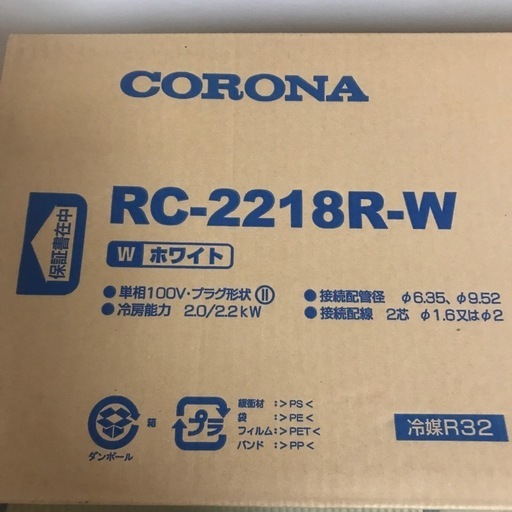 CORONA
保証書在中
RC-2218R-W
W ホワイト
●単相100V・プラグ形状
●冷房能力 2.0/2.2kW
●接続配管径 φ6.35、φ9.52
●接続配線 2芯 φ1.6又はφ2
ダンボール
箱
プラ
緩衝材 :>PS<
袋 :>PE<
フィルム:>PET<
バンド :>PP<
冷媒R32